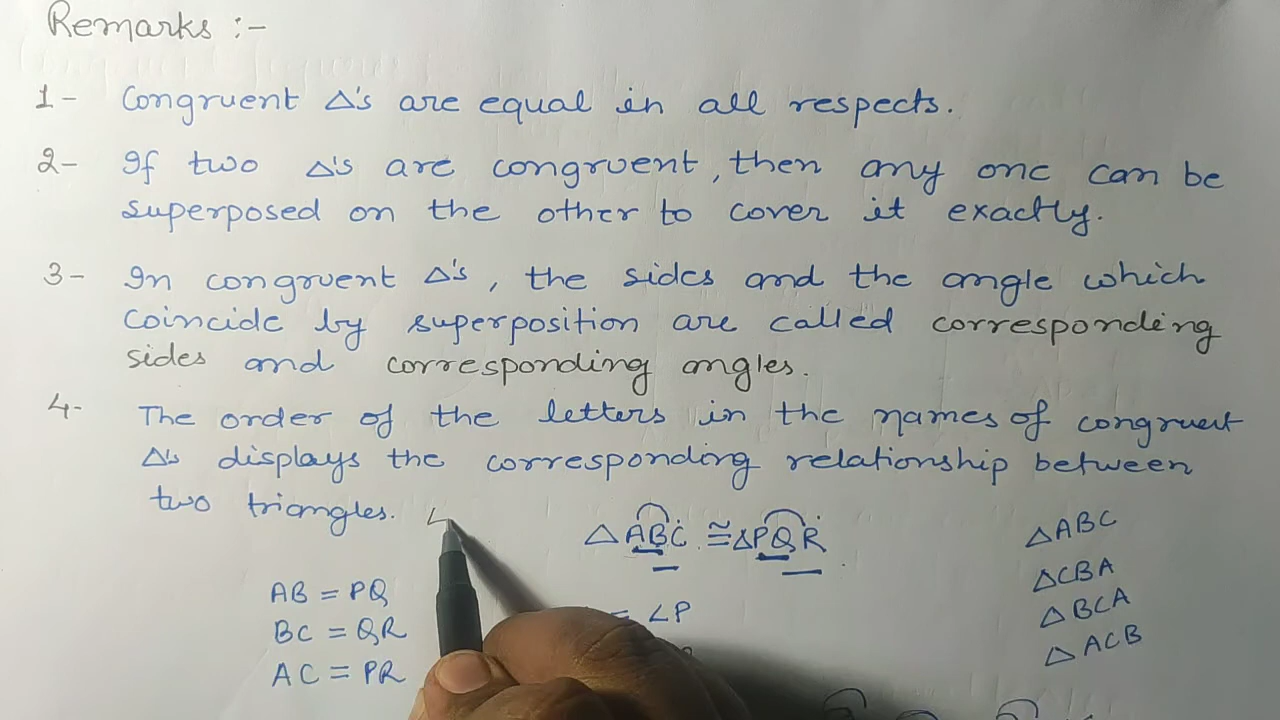 Remarks :-
1- Congruent Δ's are equal in all respects.
2- If two Δ's are congruent, then any one can be
superposed on the other to cover it exactly.
3- In congruent Δ's, the sides and the angle which
coincide by superposition are called corresponding
sides and corresponding angles.
4- The order of the letters in the names of congruent
Δ's displays the corresponding relationship between
two triangles. ∠
ΔABC ≅ ΔPQR
AB = PQ
BC = QR
AC = PR
= ∠P
ΔABC
ΔCBA
ΔBCA
ΔACB